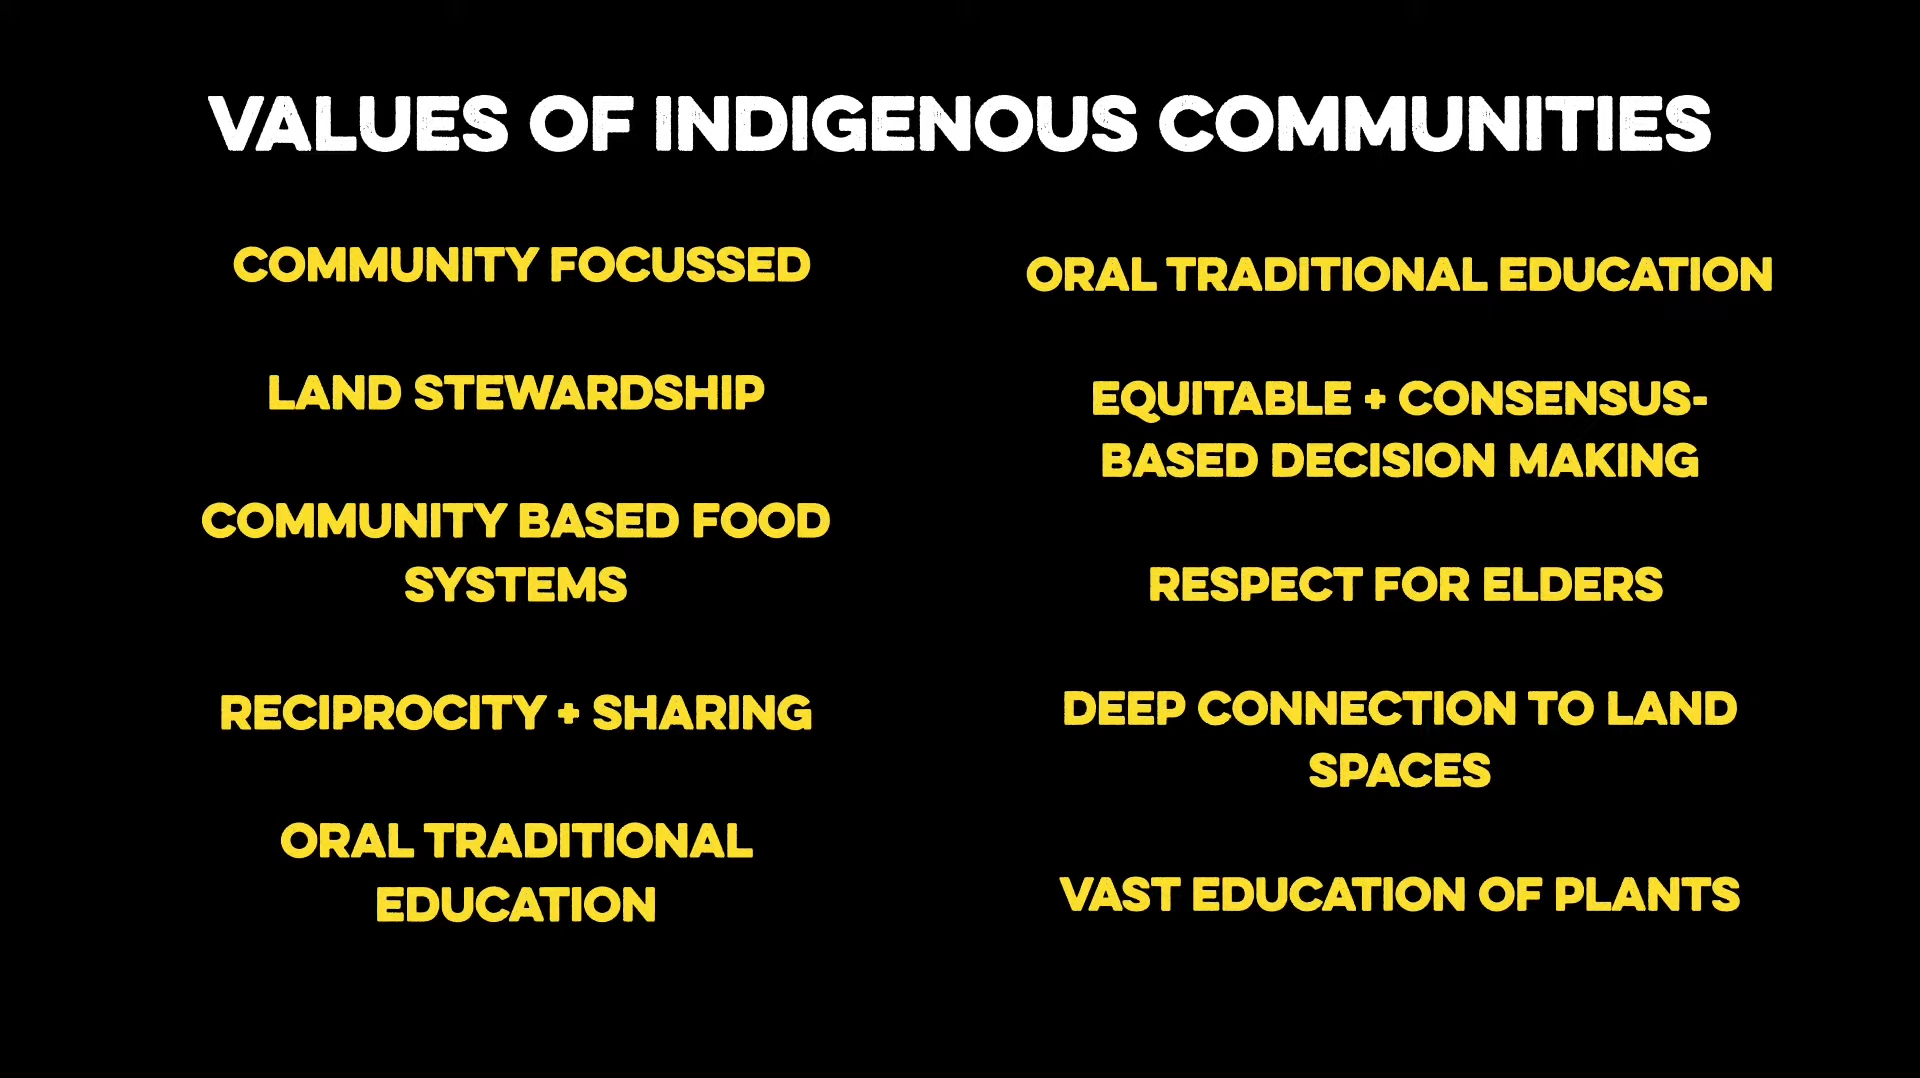 VALUES OF INDIGENOUS COMMUNITIES
COMMUNITY FOCUSSED
LAND STEWARDSHIP
COMMUNITY BASED FOOD
SYSTEMS
RECIPROCITY + SHARING
ORAL TRADITIONAL
EDUCATION
ORAL TRADITIONAL EDUCATION
EQUITABLE + CONSENSUS-
BASED DECISION MAKING
RESPECT FOR ELDERS
DEEP CONNECTION TO LAND
SPACES
VAST EDUCATION OF PLANTS